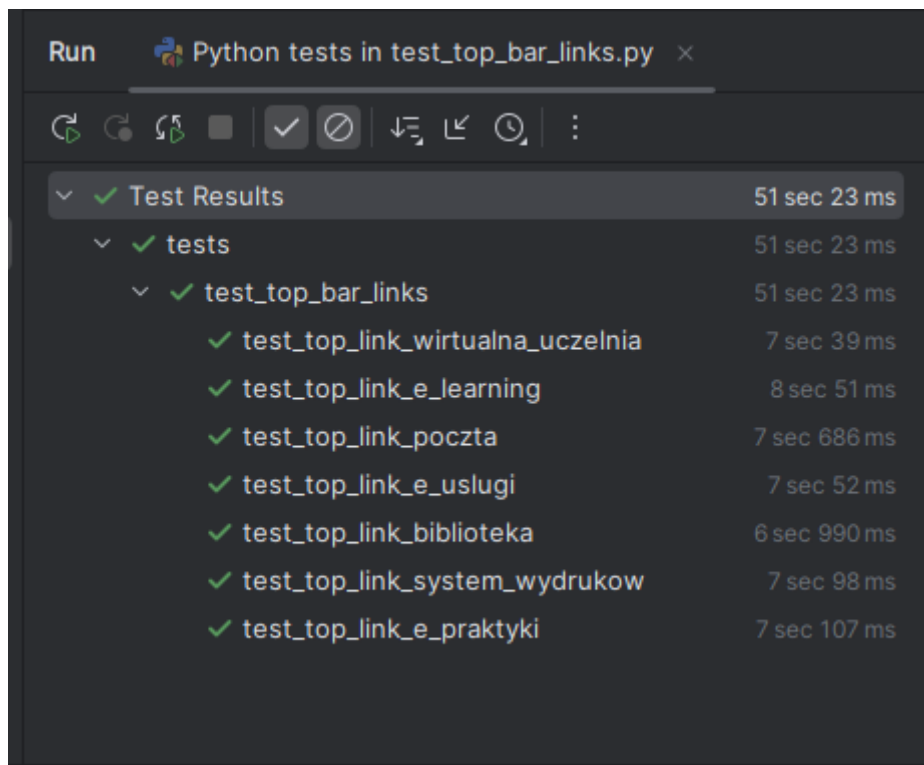 Run Python tests in test_top_bar_links.py
Test Results 51 sec 23 ms
tests 51 sec 23 ms
test_top_bar_links 51 sec 23 ms
test_top_link_wirtualna_uczelnia 7 sec 39 ms
test_top_link_e_learning 8 sec 51 ms
test_top_link_poczta 7 sec 686 ms
test_top_link_e_uslugi 7 sec 52 ms
test_top_link_biblioteka 6 sec 990 ms
test_top_link_system_wydrukow 7 sec 98 ms
test_top_link_e_praktyki 7 sec 107 ms